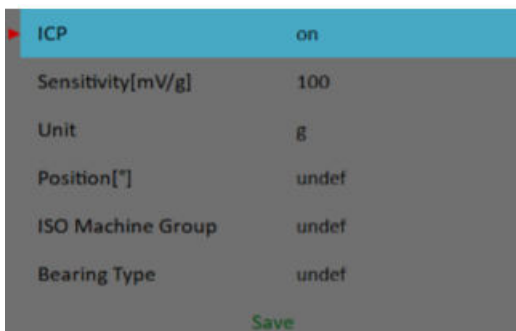 ICP on
Sensitivity[mV/g] 100
Unit g
Position[°] undef
ISO Machine Group undef
Bearing Type undef
Save